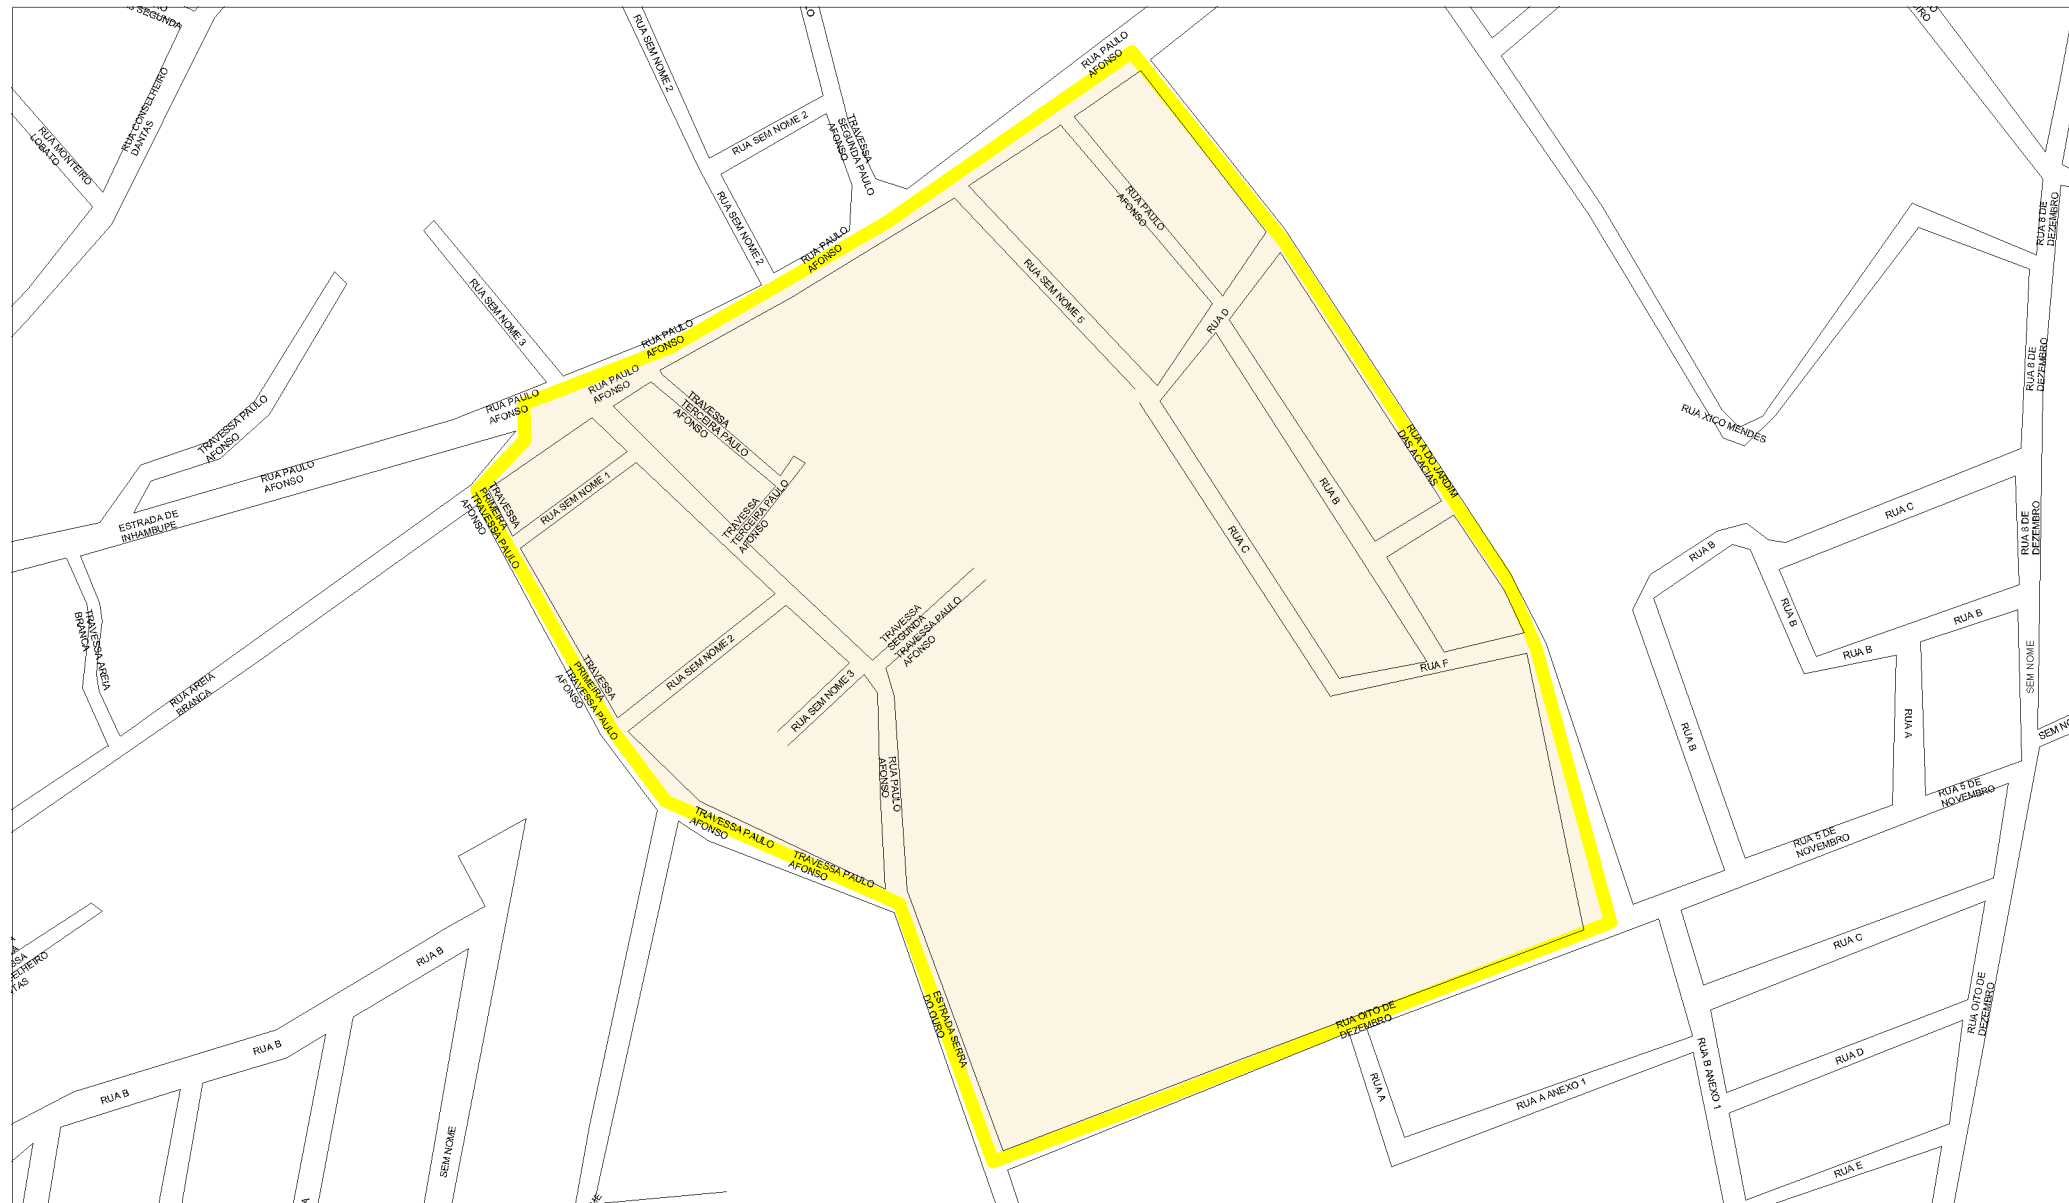 S SEGUNDA
RUA CONSELHEIRO
DANTAS
RUA MONTEIRO
LOBATO
RUA SEM NOME 2
RUA SEM NOME 2
TRAVESSA
SEGUNDA PAULO
AFONSO
RUA SEM NOME 2
RUA PAULO
AFONSO
RUA PAULO
AFONSO
RUA PAULO
AFONSO
RUA SEM NOME 5
RUA D
RUA 8 DE
DEZEMBRO
RUA 8 DE
DEZEMBRO
RUA XICO MENDES
RUA SEM NOME 3
RUA PAULO
AFONSO
RUA PAULO
AFONSO
RUA PAULO
AFONSO
TRAVESSA
TERCEIRA PAULO
AFONSO
TRAVESSA PAULO
AFONSO
RUA PAULO
AFONSO
ESTRADA DE
INHAMBUPE
TRAVESSA
PRIMEIRA
TRAVESSA PAULO
AFONSO
RUA SEM NOME 1
TRAVESSA
TERCEIRA PAULO
AFONSO
RUA A DO JARDIM
DAS ACACIAS
RUA B
RUA C
RUA F
RUA C
RUA 8 DE
DEZEMBRO
RUA B
RUA B
RUA B
RUA B
SEM NOME
RUA A
RUA B
RUA 5 DE
NOVEMBRO
RUA 5 DE
NOVEMBRO
TRAVESSA AREIA
BRANCA
RUA AREIA
BRANCA
TRAVESSA
PRIMEIRA
TRAVESSA PAULO
AFONSO
RUA SEM NOME 2
TRAVESSA
SEGUNDA
TRAVESSA PAULO
AFONSO
RUA SEM NOME 3
RUA PAULO
AFONSO
TRAVESSA PAULO
AFONSO
TRAVESSA PAULO
AFONSO
ESTRADA SERRA
DO OURO
RUA OITO DE
DEZEMBRO
RUA C
RUA OITO DE
DEZEMBRO
RUA D
RUA B ANEXO 1
RUA A
RUA A ANEXO 1
RUA E
RUA B
RUA B
RUA B
SEM NOME